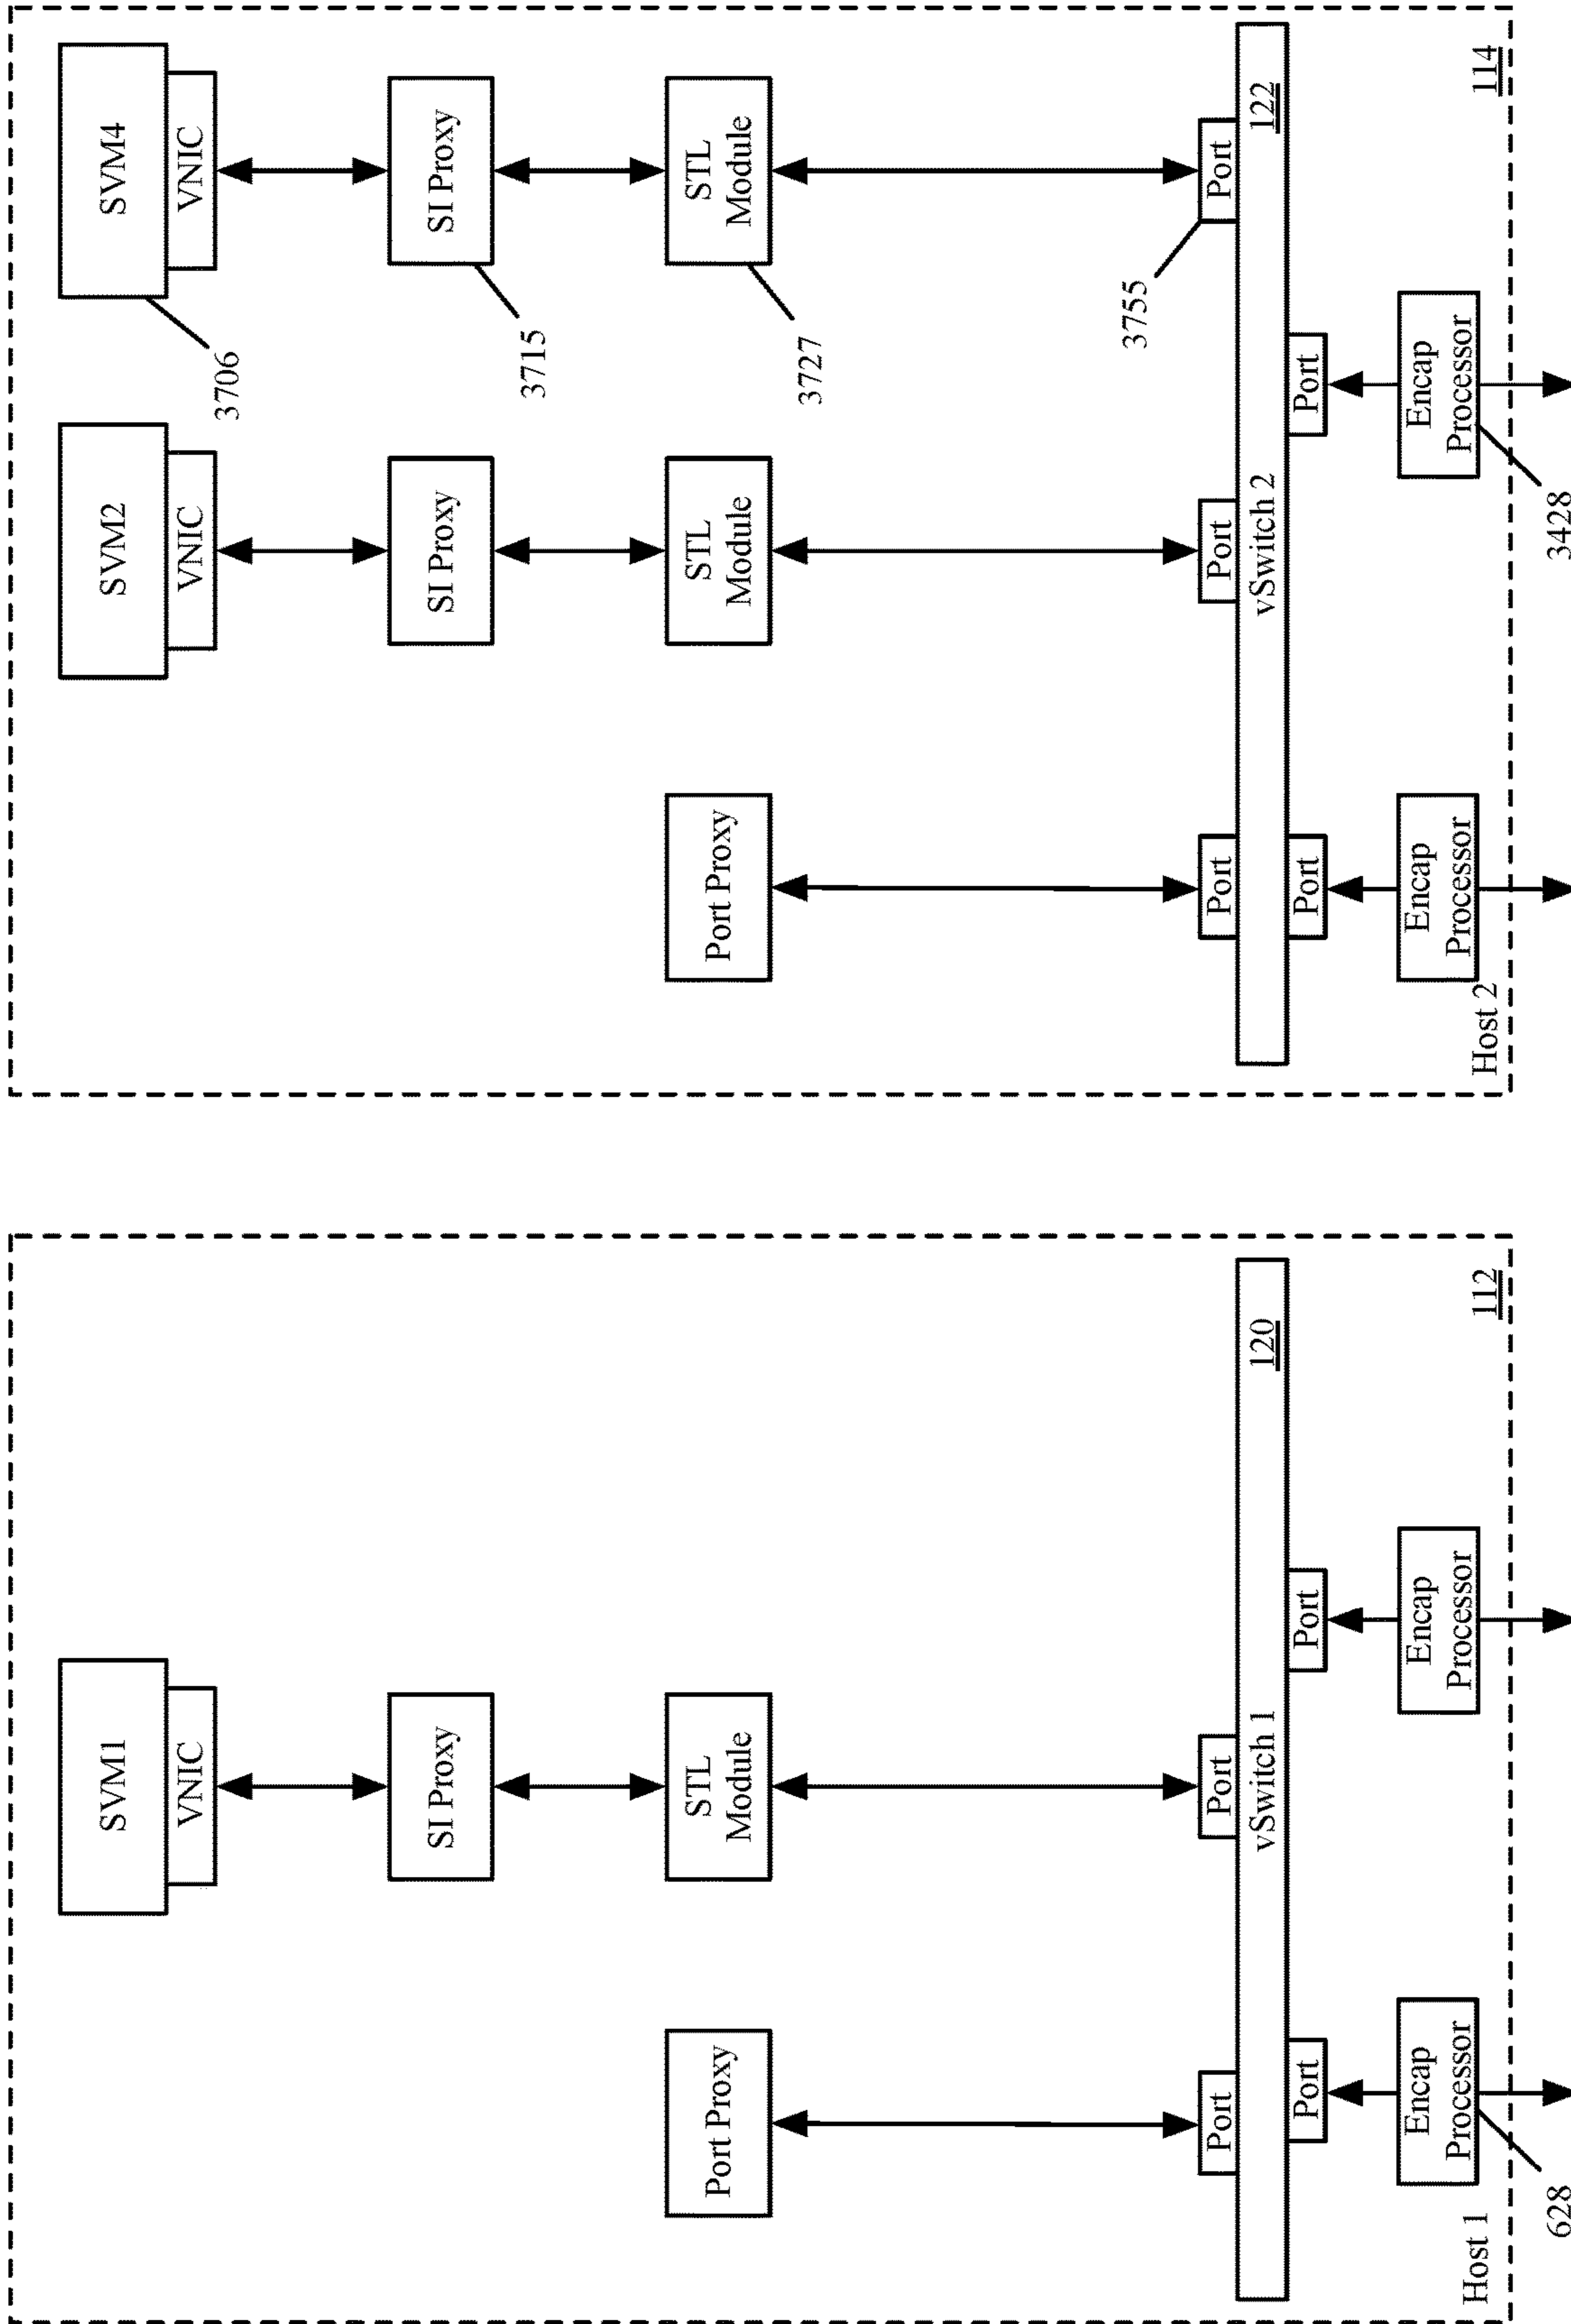 SVM1
VNIC
SI Proxy
Port Proxy
STL
Module
Port
Port
vSwitch 1
120
Port
Port
Encap
Processor
Encap
Processor
Host 1
112
628
SVM2
SVM4
VNIC
VNIC
3706
SI Proxy
SI Proxy
3715
Port Proxy
STL
Module
STL
Module
3727
3755
Port
Port
Port
vSwitch 2
122
Port
Port
Encap
Processor
Encap
Processor
Host 2
114
3428